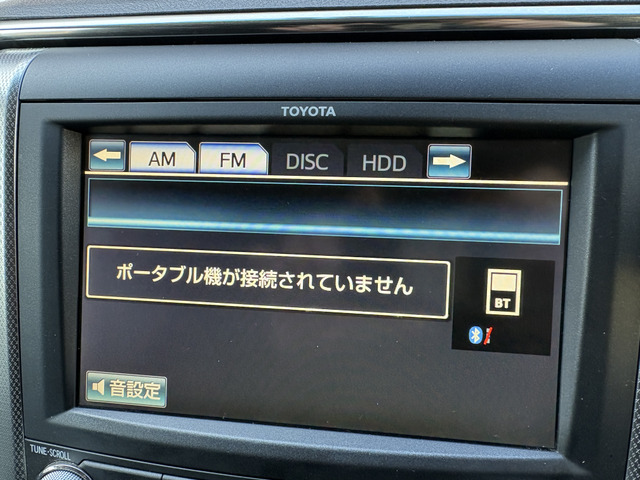 TOYOTA
AM FM DISC HDD
ポータブル機が接続されていません
BT
音設定
TUNE·SCROLL